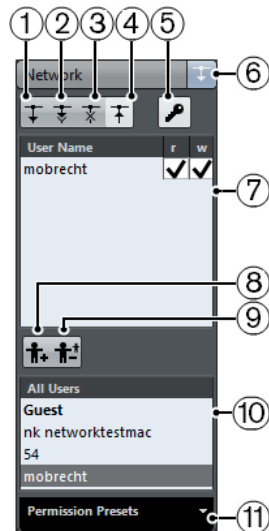 1 2 3 4 5
Network 6
User Name r w
mobrecht
7
8
9
All Users
Guest
10
nk networktestmac
54
mobrecht
Permission Presets 11